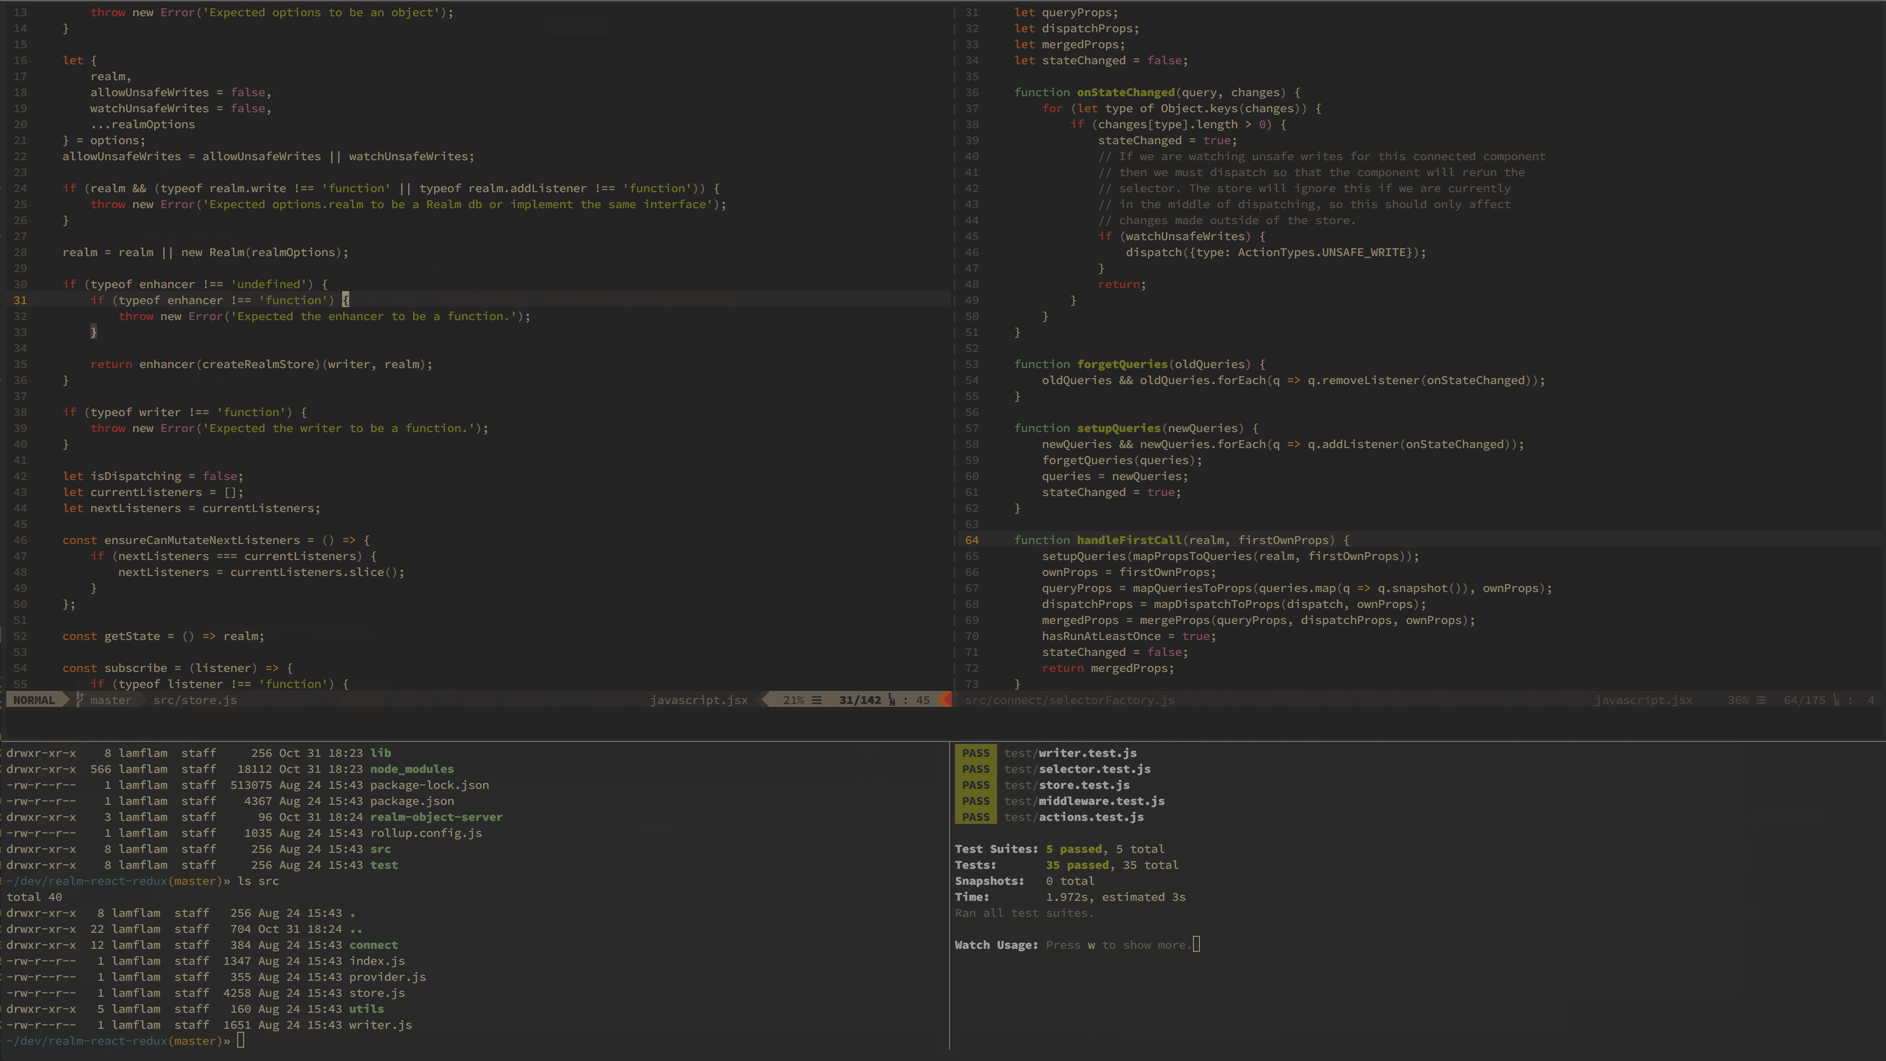 13         throw new Error('Expected options to be an object');
14     }
15
16     let {
17         realm,
18         allowUnsafeWrites = false,
19         watchUnsafeWrites = false,
20         ...realmOptions
21     } = options;
22     allowUnsafeWrites = allowUnsafeWrites || watchUnsafeWrites;
23
24     if (realm && (typeof realm.write !== 'function' || typeof realm.addListener !== 'function')) {
25         throw new Error('Expected options.realm to be a Realm db or implement the same interface');
26     }
27
28     realm = realm || new Realm(realmOptions);
29
30     if (typeof enhancer !== 'undefined') {
31         if (typeof enhancer !== 'function') {
32             throw new Error('Expected the enhancer to be a function.');
33         }
34
35         return enhancer(createRealmStore)(writer, realm);
36     }
37
38     if (typeof writer !== 'function') {
39         throw new Error('Expected the writer to be a function.');
40     }
41
42     let isDispatching = false;
43     let currentListeners = [];
44     let nextListeners = currentListeners;
45
46     const ensureCanMutateNextListeners = () => {
47         if (nextListeners === currentListeners) {
48             nextListeners = currentListeners.slice();
49         }
50     };
51
52     const getState = () => realm;
53
54     const subscribe = (listener) => {
55         if (typeof listener !== 'function') {
NORMAL master src/store.js javascript.jsx 21% ☰ 31/142 : 45
31     let queryProps;
32     let dispatchProps;
33     let mergedProps;
34     let stateChanged = false;
35
36     function onStateChanged(query, changes) {
37         for (let type of Object.keys(changes)) {
38             if (changes[type].length > 0) {
39                 stateChanged = true;
40                 // If we are watching unsafe writes for this connected component
41                 // then we must dispatch so that the component will rerun the
42                 // selector. The store will ignore this if we are currently
43                 // in the middle of dispatching, so this should only affect
44                 // changes made outside of the store.
45                 if (watchUnsafeWrites) {
46                     dispatch({type: ActionTypes.UNSAFE_WRITE});
47                 }
48                 return;
49             }
50         }
51     }
52
53     function forgetQueries(oldQueries) {
54         oldQueries && oldQueries.forEach(q => q.removeListener(onStateChanged));
55     }
56
57     function setupQueries(newQueries) {
58         newQueries && newQueries.forEach(q => q.addListener(onStateChanged));
59         forgetQueries(queries);
60         queries = newQueries;
61         stateChanged = true;
62     }
63
64     function handleFirstCall(realm, firstOwnProps) {
65         setupQueries(mapPropsToQueries(realm, firstOwnProps));
66         ownProps = firstOwnProps;
67         queryProps = mapQueriesToProps(queries.map(q => q.snapshot()), ownProps);
68         dispatchProps = mapDispatchToProps(dispatch, ownProps);
69         mergedProps = mergeProps(queryProps, dispatchProps, ownProps);
70         hasRunAtLeastOnce = true;
71         stateChanged = false;
72         return mergedProps;
73     }
src/connect/selectorFactory.js javascript.jsx 36% ☰ 64/175 : 4
drwxr-xr-x    8 lamflam  staff     256 Oct 31 18:23 lib
drwxr-xr-x  566 lamflam  staff   18112 Oct 31 18:23 node_modules
-rw-r--r--    1 lamflam  staff  513075 Aug 24 15:43 package-lock.json
-rw-r--r--    1 lamflam  staff    4367 Aug 24 15:43 package.json
drwxr-xr-x    3 lamflam  staff      96 Oct 31 18:24 realm-object-server
-rw-r--r--    1 lamflam  staff    1035 Aug 24 15:43 rollup.config.js
drwxr-xr-x    8 lamflam  staff     256 Aug 24 15:43 src
drwxr-xr-x    8 lamflam  staff     256 Aug 24 15:43 test
~/dev/realm-react-redux(master)» ls src
total 40
drwxr-xr-x   8 lamflam  staff   256 Aug 24 15:43 .
drwxr-xr-x  22 lamflam  staff   704 Oct 31 18:24 ..
drwxr-xr-x  12 lamflam  staff   384 Aug 24 15:43 connect
-rw-r--r--   1 lamflam  staff  1347 Aug 24 15:43 index.js
-rw-r--r--   1 lamflam  staff   355 Aug 24 15:43 provider.js
-rw-r--r--   1 lamflam  staff  4258 Aug 24 15:43 store.js
drwxr-xr-x   5 lamflam  staff   160 Aug 24 15:43 utils
-rw-r--r--   1 lamflam  staff  1651 Aug 24 15:43 writer.js
~/dev/realm-react-redux(master)»
PASS test/writer.test.js
PASS test/selector.test.js
PASS test/store.test.js
PASS test/middleware.test.js
PASS test/actions.test.js
Test Suites: 5 passed, 5 total
Tests:       35 passed, 35 total
Snapshots:   0 total
Time:        1.972s, estimated 3s
Ran all test suites.
Watch Usage: Press w to show more.